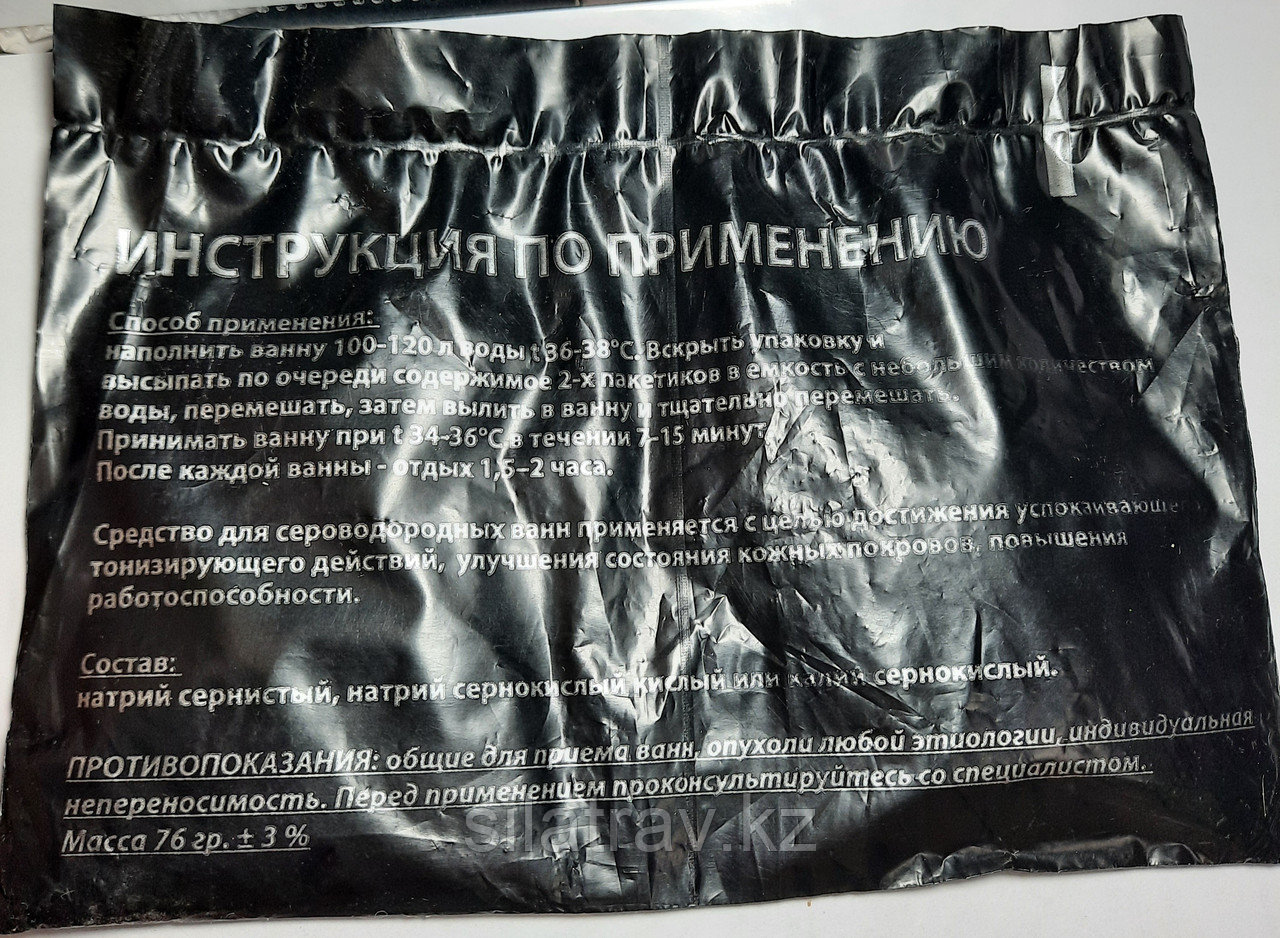 ИНСТРУКЦИЯ ПО ПРИМЕНЕНИЮ
Способ применения:
наполнить ванну 100-120 л воды t 36-38°С. Вскрыть упаковку и
высыпать по очереди содержимое 2-х пакетиков в емкость с небольшим количеством
воды, перемешать, затем вылить в ванну и тщательно перемешать.
Принимать ванну при t 34-36°С в течении 7-15 минут.
После каждой ванны - отдых 1,5–2 часа.
Средство для сероводородных ванн применяется с целью достижения успокаивающе
тонизирующего действий, улучшения состояния кожных покровов, повышения
работоспособности.
Состав:
натрий сернистый, натрий сернокислый кислый или калий сернокислый.
ПРОТИВОПОКАЗАНИЯ: общие для приема ванн, опухоли любой этиологии, индивидуальная
непереносимость. Перед применением проконсультируйтесь со специалистом.
Масса 76 гр. ± 3 %
silatrav.kz